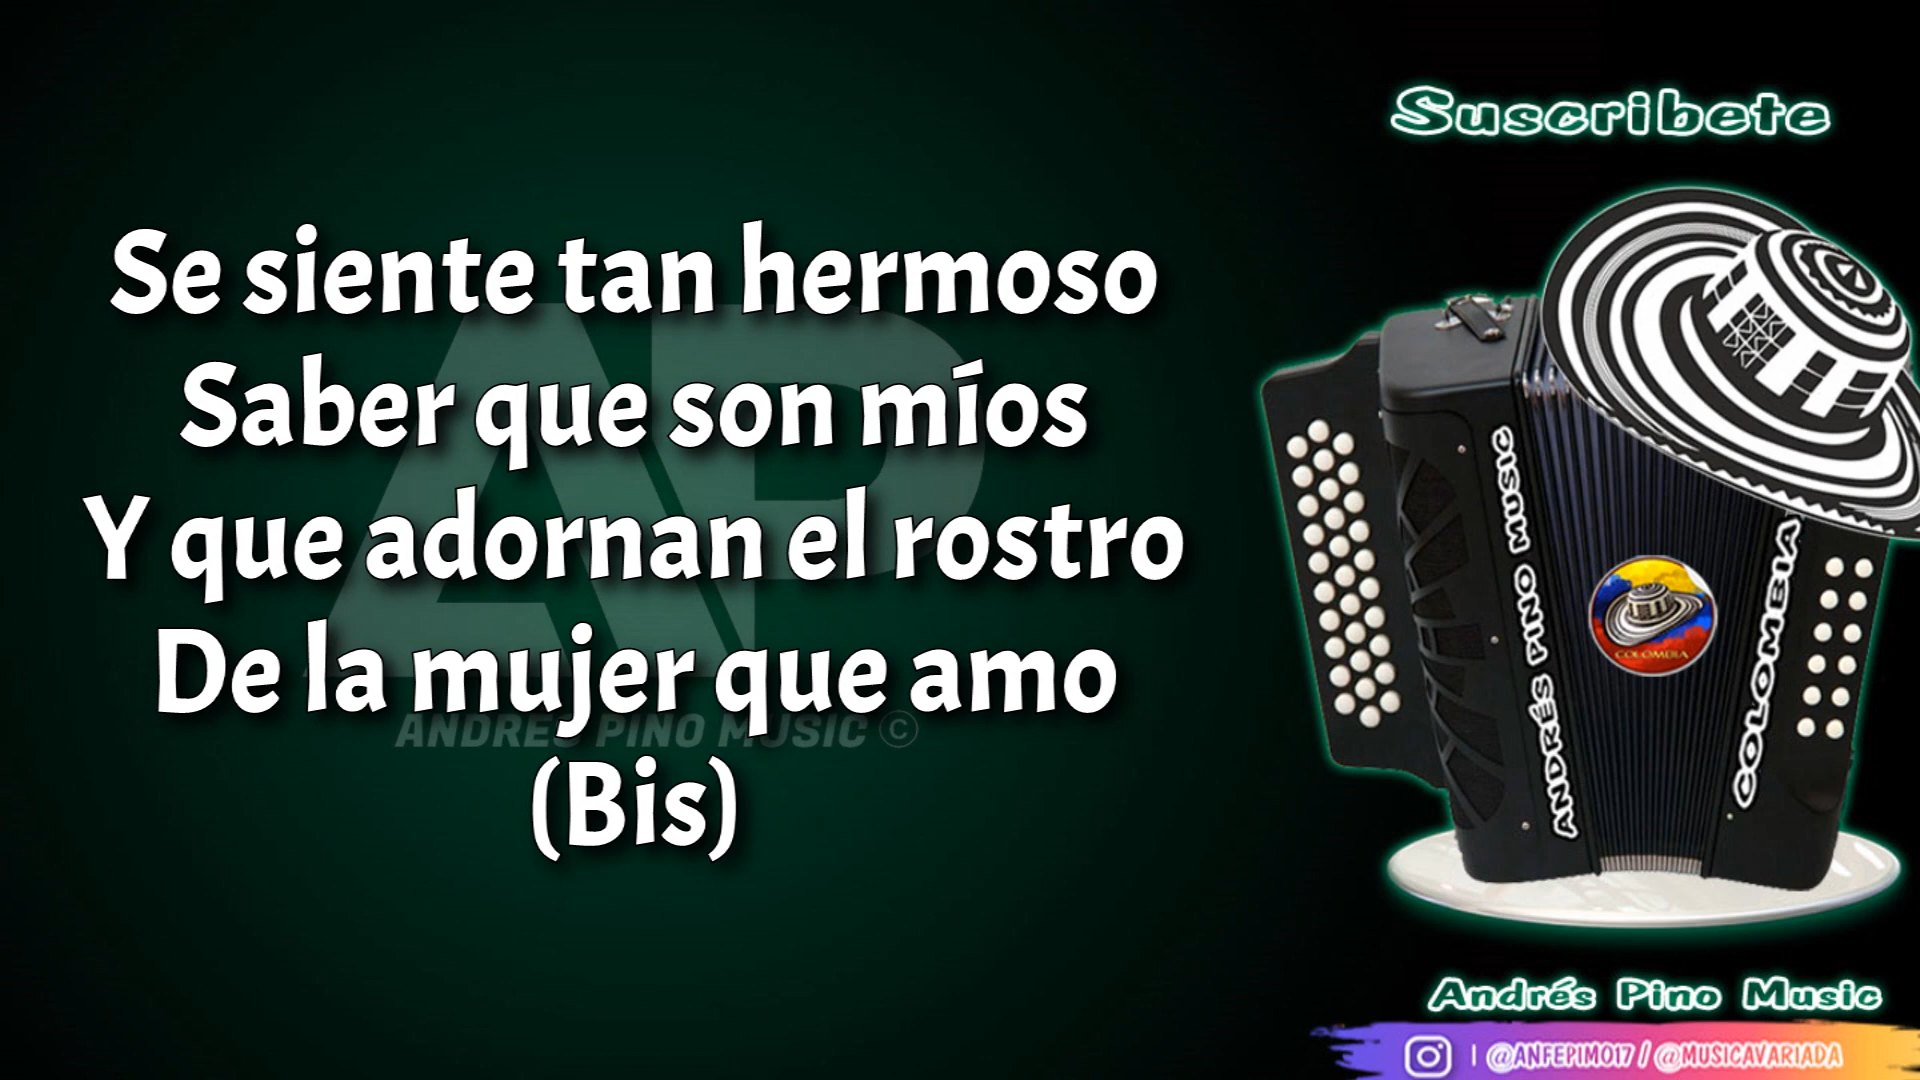 Suscribete
Se siente tan hermoso
Saber que son míos
Y que adornan el rostro
De la mujer que amo
(Bis)
AP
ANDRES PINO MUSIC ©
ANDRÉS PINO MUSIC
COLOMBIA
COLOMBIA
Andrés Pino Music
| @ANFEPIMO17 / @MUSICAVARIADA